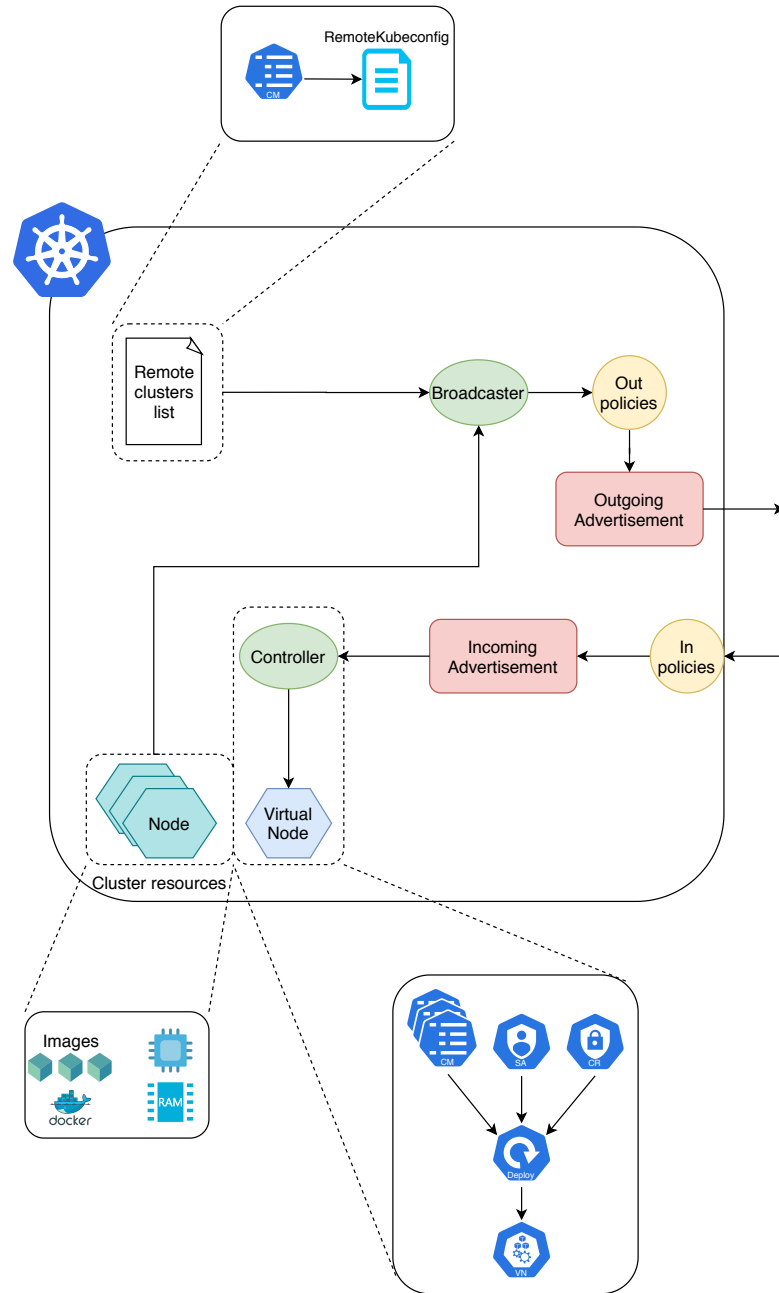 RemoteKubeconfig
CM
Remote
clusters
list
Broadcaster
Out
policies
Outgoing
Advertisement
Controller
Incoming
Advertisement
In
policies
Node
Virtual
Node
Cluster resources
Images
docker
RAM
CM
SA
CR
Deploy
VN